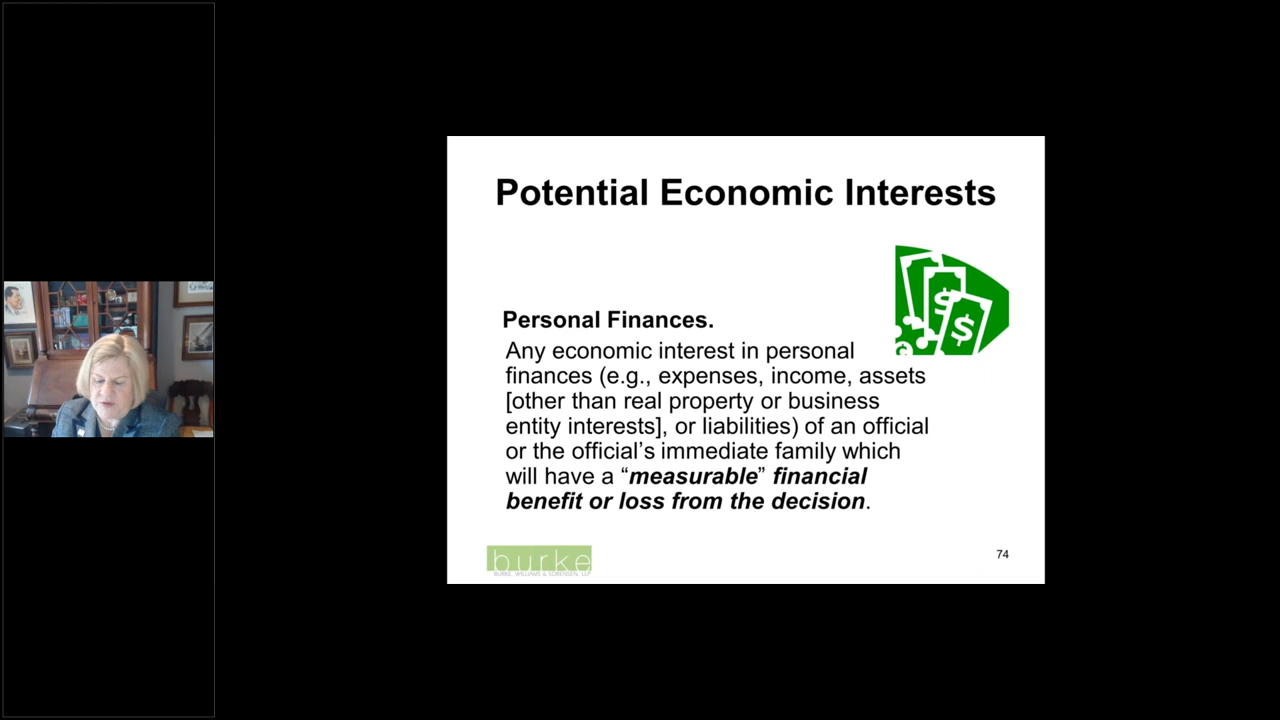 Potential Economic Interests
Personal Finances.
Any economic interest in personal
finances (e.g., expenses, income, assets
[other than real property or business
entity interests], or liabilities) of an official
or the official’s immediate family which
will have a “measurable” financial
benefit or loss from the decision.
burke
BURKE, WILLIAMS & SORENSEN, LLP
74